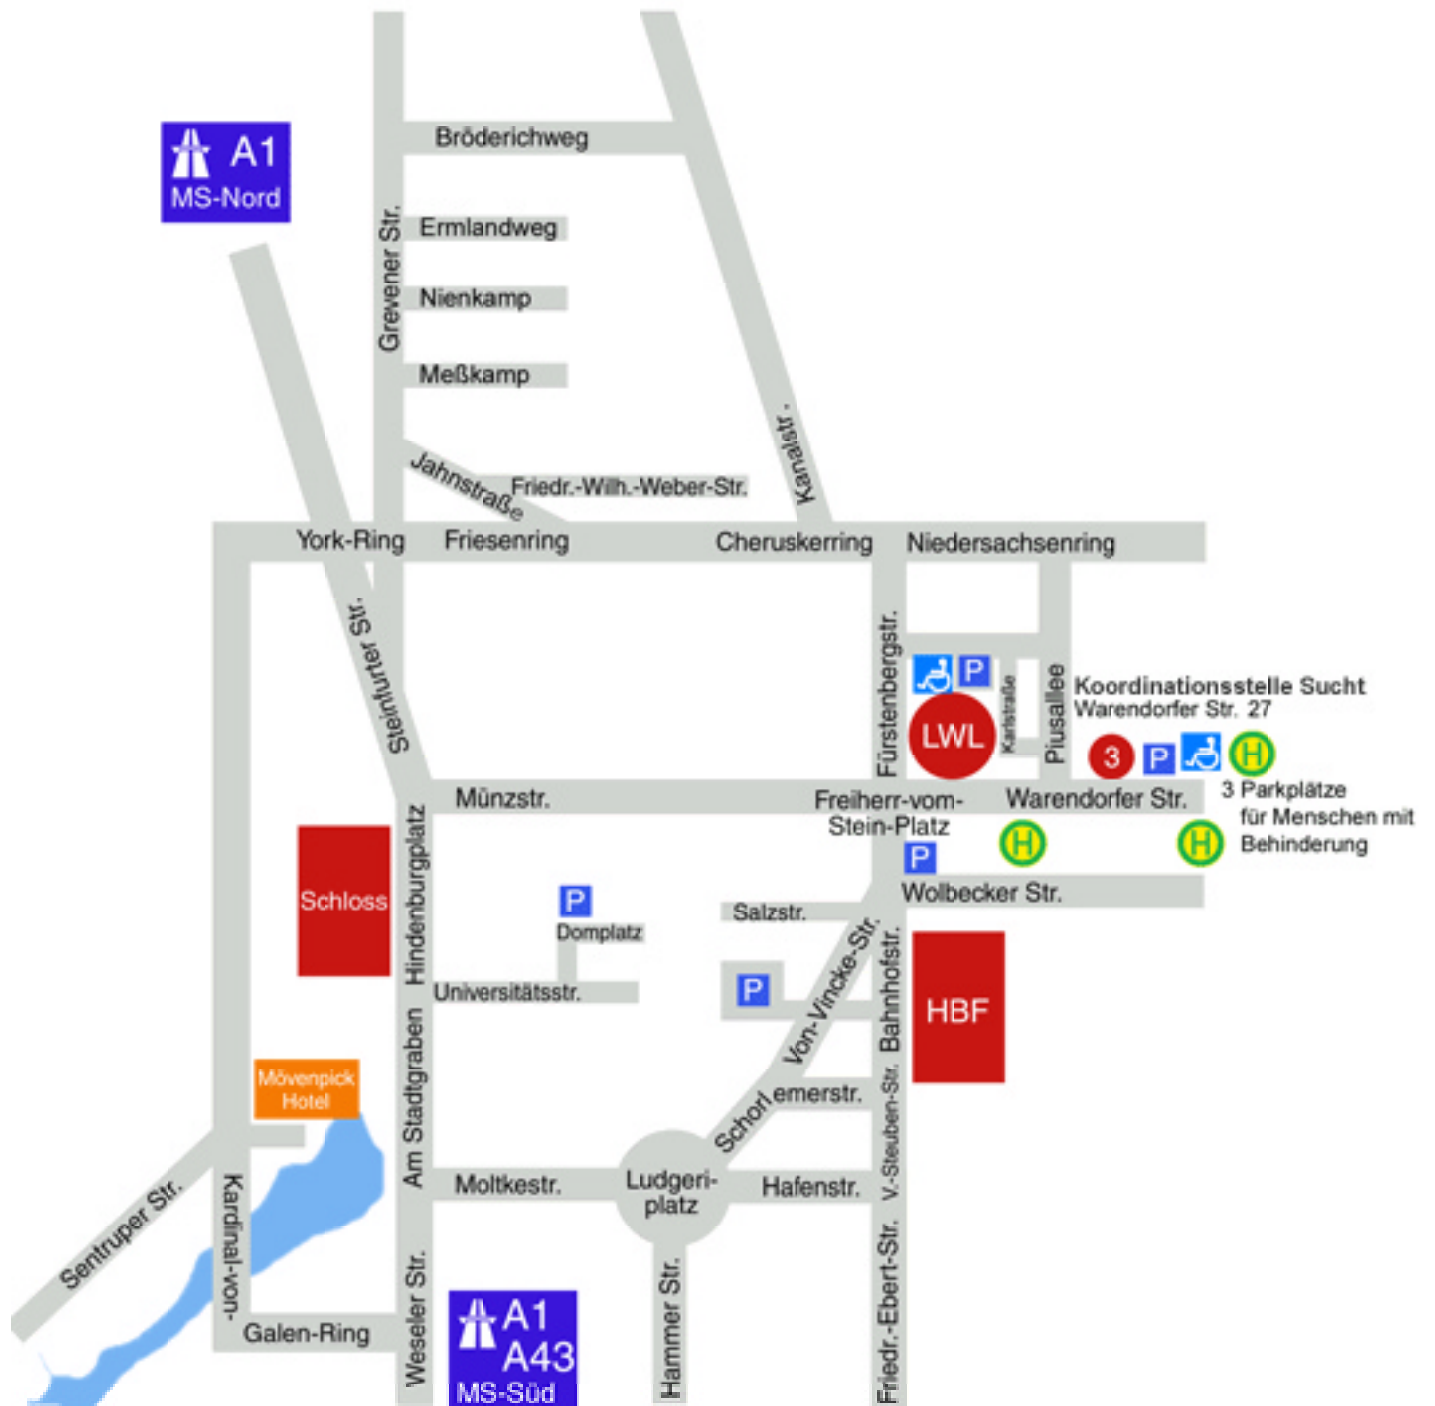 Bröderichweg
A1
MS-Nord
Grevener Str.
Ermlandweg
Nienkamp
Meßkamp
Kanalstr.
Jahnstraße
Friedr.-Wilh.-Weber-Str.
York-Ring
Friesenring
Cheruskerring
Niedersachsenring
Steinfurter Str.
Fürstenbergstr.
P
LWL
Karlstraße
Piusallee
Koordinationsstelle Sucht
Warendorfer Str. 27
3
P
H
3 Parkplätze
für Menschen mit
Behinderung
Münzstr.
Freiherr-vom-
Stein-Platz
Warendorfer Str.
H
H
P
Wolbecker Str.
Schloss
Hindenburgplatz
P
Domplatz
Salzstr.
Universitätsstr.
P
Von-Vincke-Str.
Bahnhofstr.
HBF
Mövenpick
Hotel
Am Stadtgraben
Schorlemerstr.
V.-Steuben-Str.
Moltkestr.
Ludgeri-
platz
Hafenstr.
Sentruper Str.
Kardinal-von-
Galen-Ring
Weseler Str.
A1
A43
MS-Süd
Hammer Str.
Friedr.-Ebert-Str.